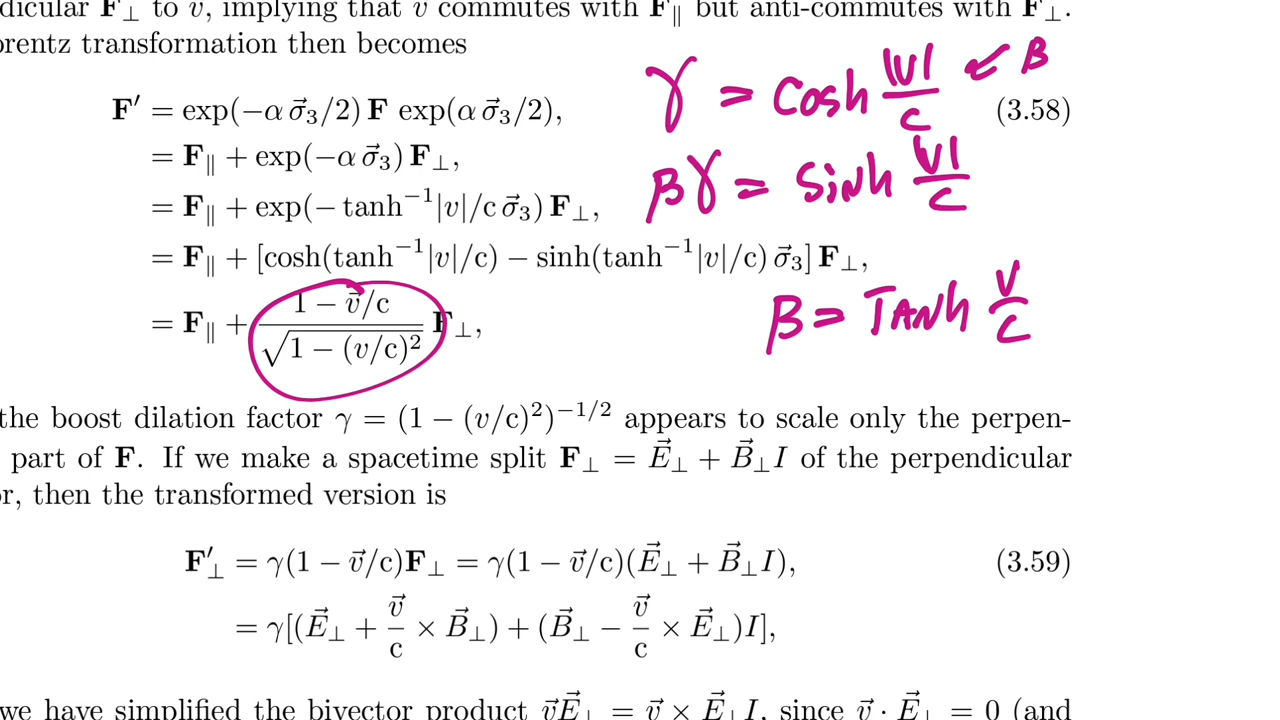 dicular F⊥ to v⃗, implying that v⃗ commutes with F∥ but anti-commutes with F⊥.
orentz transformation then becomes
F′ = exp(−α σ⃗₃/2) F exp(α σ⃗₃/2), (3.58)
= F∥ + exp(−α σ⃗₃) F⊥,
= F∥ + exp(− tanh⁻¹|v|/c σ⃗₃) F⊥,
= F∥ + [cosh(tanh⁻¹|v|/c) − sinh(tanh⁻¹|v|/c) σ⃗₃] F⊥,
= F∥ + (1 − v⃗/c)/√(1 − (v/c)²) F⊥,
γ = cosh |v|/c ← β
βγ = sinh |v|/c
β = TANH v/c
the boost dilation factor γ = (1 − (v/c)²)^−1/2 appears to scale only the perpen-
part of F. If we make a spacetime split F⊥ = E⃗⊥ + B⃗⊥I of the perpendicular
or, then the transformed version is
F′⊥ = γ(1 − v⃗/c)F⊥ = γ(1 − v⃗/c)(E⃗⊥ + B⃗⊥I), (3.59)
= γ[(E⃗⊥ + v⃗/c × B⃗⊥) + (B⃗⊥ − v⃗/c × E⃗⊥)I],
we have simplified the bivector product v⃗E⃗⊥ = v⃗ × E⃗⊥I, since v⃗ · E⃗⊥ = 0 (and